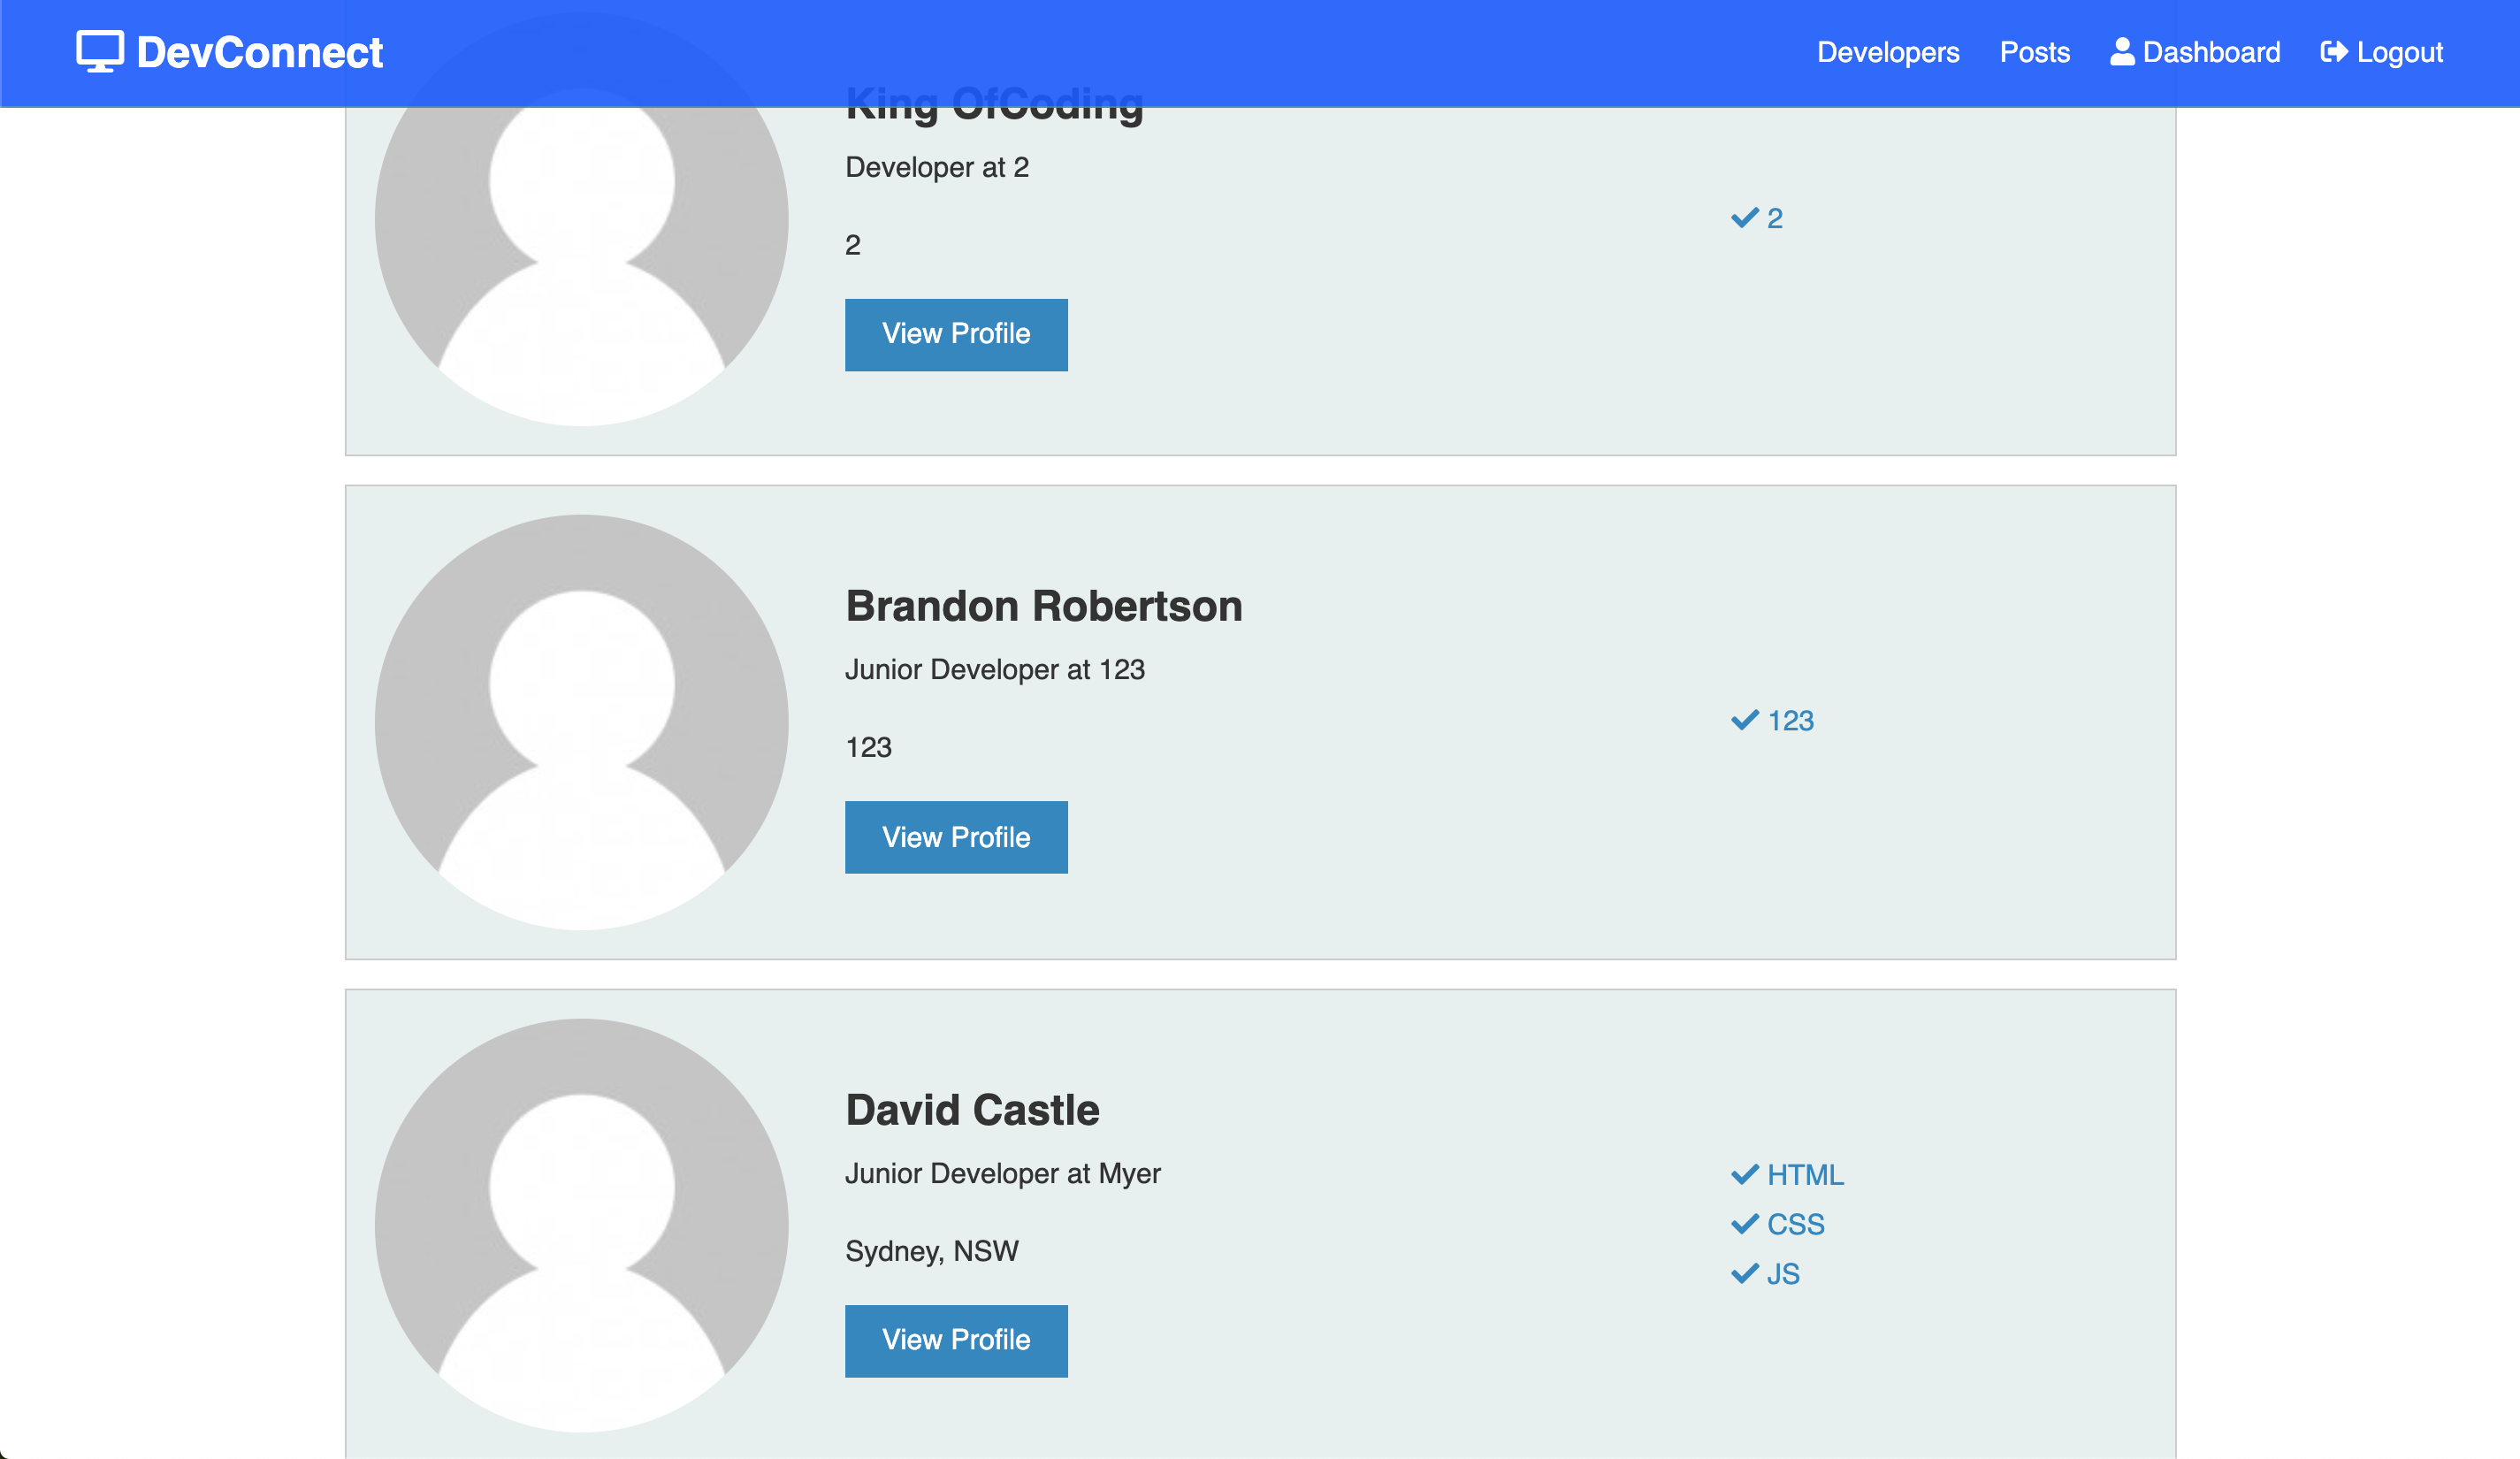 DevConnect
Developers Posts Dashboard Logout
King OfCoding
Developer at 2
2
2
View Profile
Brandon Robertson
Junior Developer at 123
123
123
View Profile
David Castle
Junior Developer at Myer
Sydney, NSW
View Profile
HTML
CSS
JS